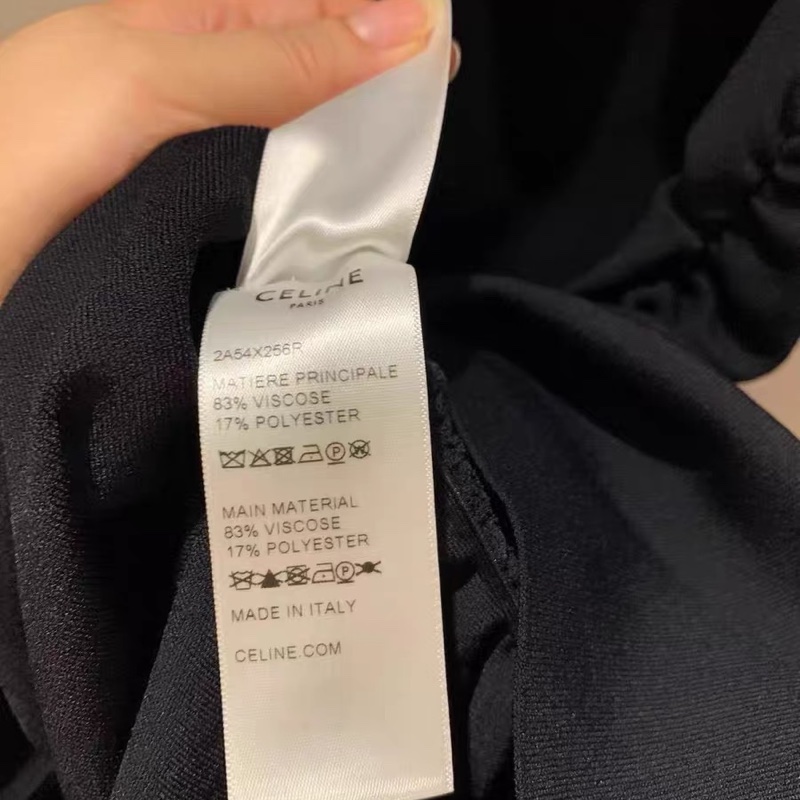 CELINE
PARIS
2A54X256R
MATIERE PRINCIPALE
83% VISCOSE
17% POLYESTER
P W
MAIN MATERIAL
83% VISCOSE
17% POLYESTER
P
MADE IN ITALY
CELINE.COM